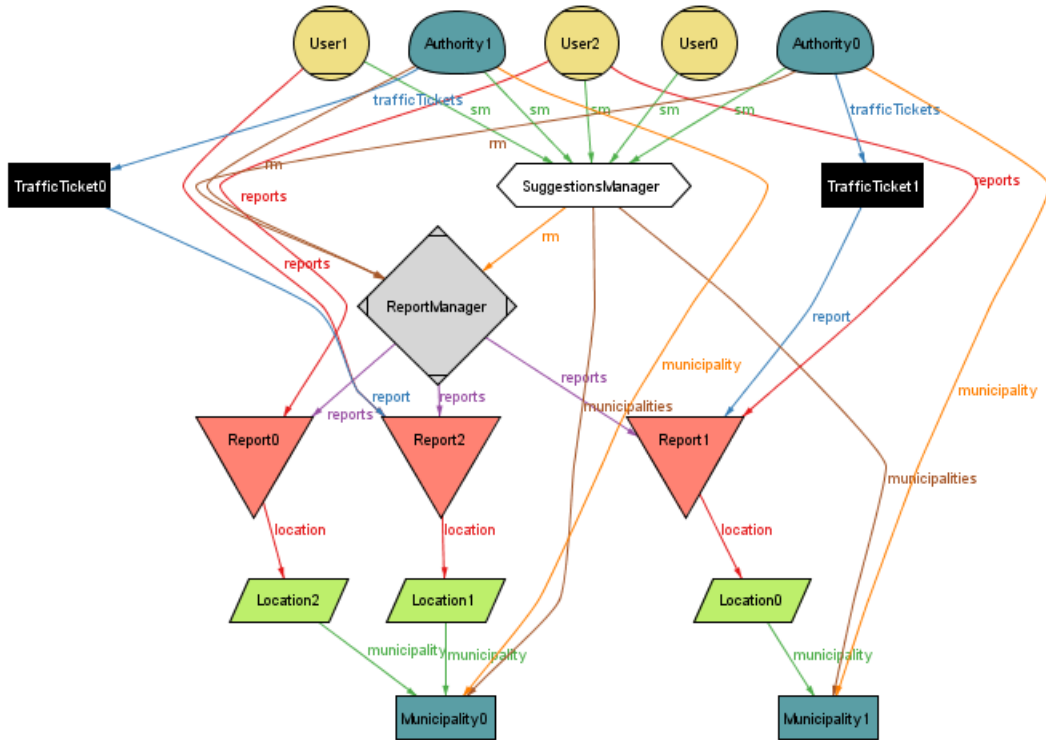 User1
Authority1
User2
User0
Authority0
trafficTickets
sm
sm
sm
sm
sm
trafficTickets
rm
rm
TrafficTicket0
SuggestionsManager
TrafficTicket1
reports
reports
rm
reports
ReportManager
report
municipality
municipality
reports
reports
report
reports
municipalities
Report0
Report2
Report1
municipalities
location
location
location
Location2
Location1
Location0
municipality
municipality
municipality
Municipality0
Municipality1